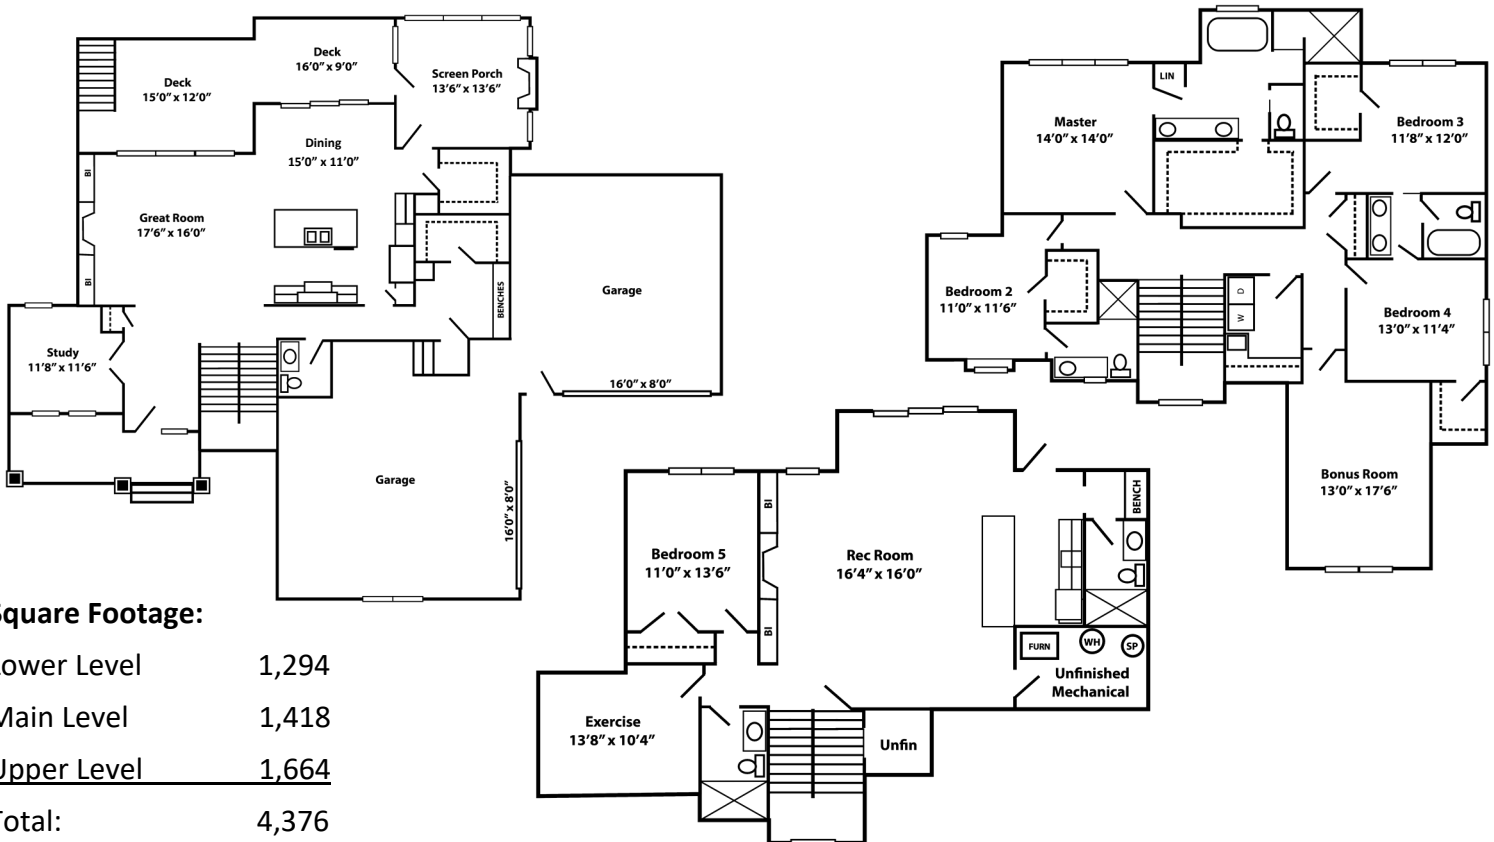 Deck
16'0" x 9'0"
Deck
15'0" x 12'0"
Screen Porch
13'6" x 13'6"
Dining
15'0" x 11'0"
BI
Great Room
17'6" x 16'0"
BI
BENCHES
Garage
16'0" x 8'0"
Study
11'8" x 11'6"
Garage
16'0" x 8'0"
LIN
Master
14'0" x 14'0"
Bedroom 3
11'8" x 12'0"
Bedroom 2
11'0" x 11'6"
D
W
Bedroom 4
13'0" x 11'4"
Bonus Room
13'0" x 17'6"
BI
BENCH
Bedroom 5
11'0" x 13'6"
Rec Room
16'4" x 16'0"
BI
FURN
WH
SP
Unfinished
Mechanical
Exercise
13'8" x 10'4"
Unfin
Square Footage:
Lower Level 1,294
Main Level 1,418
Upper Level 1,664
Total: 4,376